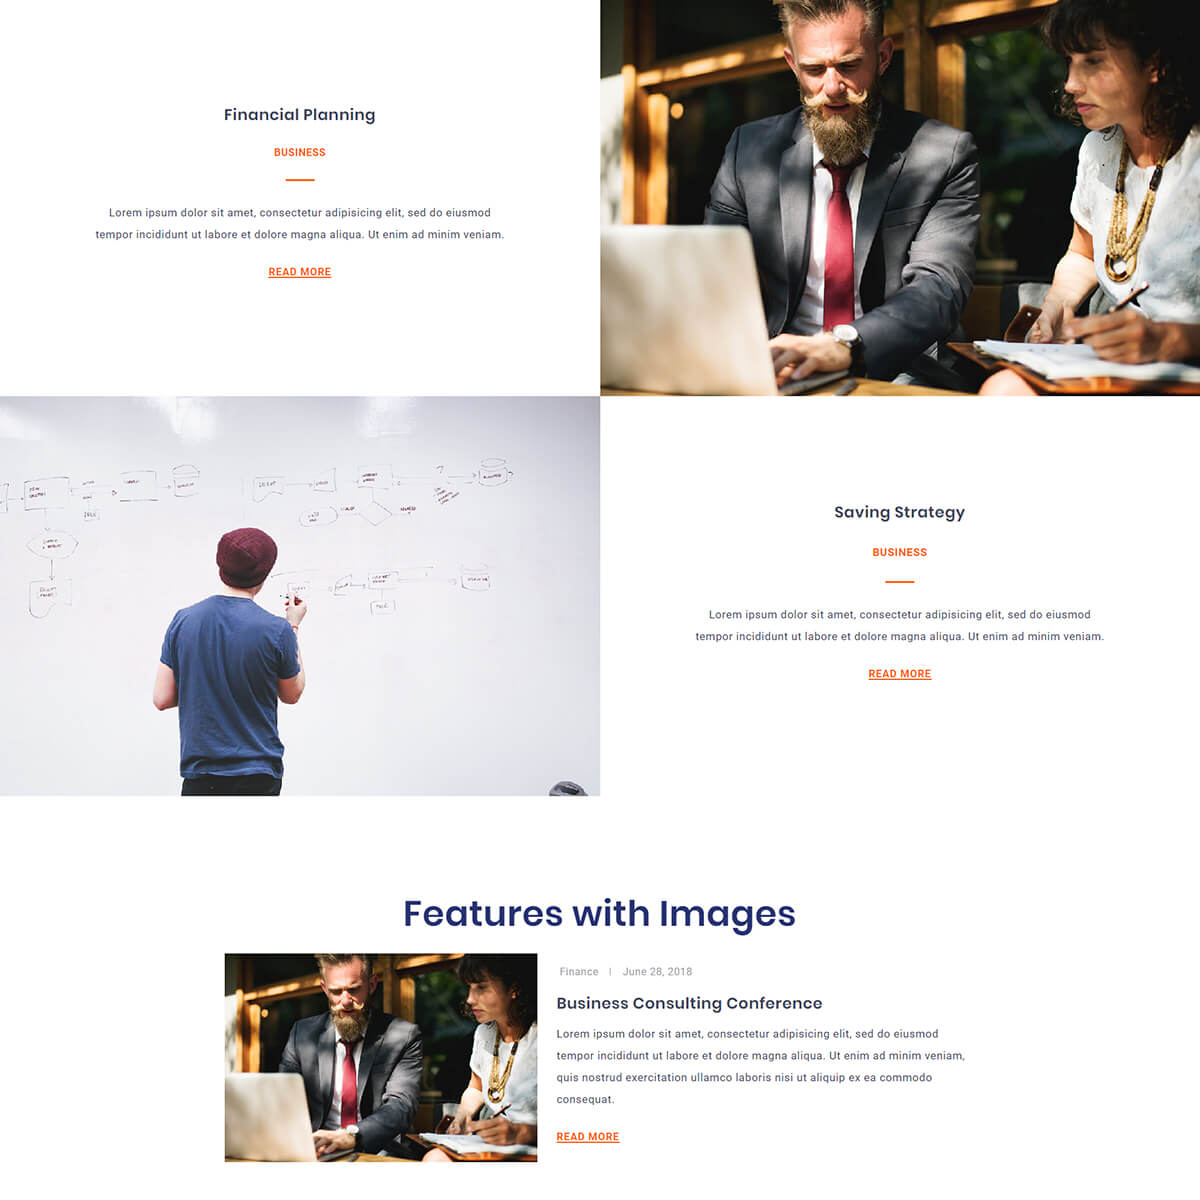 Financial Planning
BUSINESS
Lorem ipsum dolor sit amet, consectetur adipisicing elit, sed do eiusmod
tempor incididunt ut labore et dolore magna aliqua. Ut enim ad minim veniam.
READ MORE
Saving Strategy
BUSINESS
Lorem ipsum dolor sit amet, consectetur adipisicing elit, sed do eiusmod
tempor incididunt ut labore et dolore magna aliqua. Ut enim ad minim veniam.
READ MORE
Features with Images
Finance | June 28, 2018
Business Consulting Conference
Lorem ipsum dolor sit amet, consectetur adipisicing elit, sed do eiusmod
tempor incididunt ut labore et dolore magna aliqua. Ut enim ad minim veniam,
quis nostrud exercitation ullamco laboris nisi ut aliquip ex ea commodo
consequat.
READ MORE